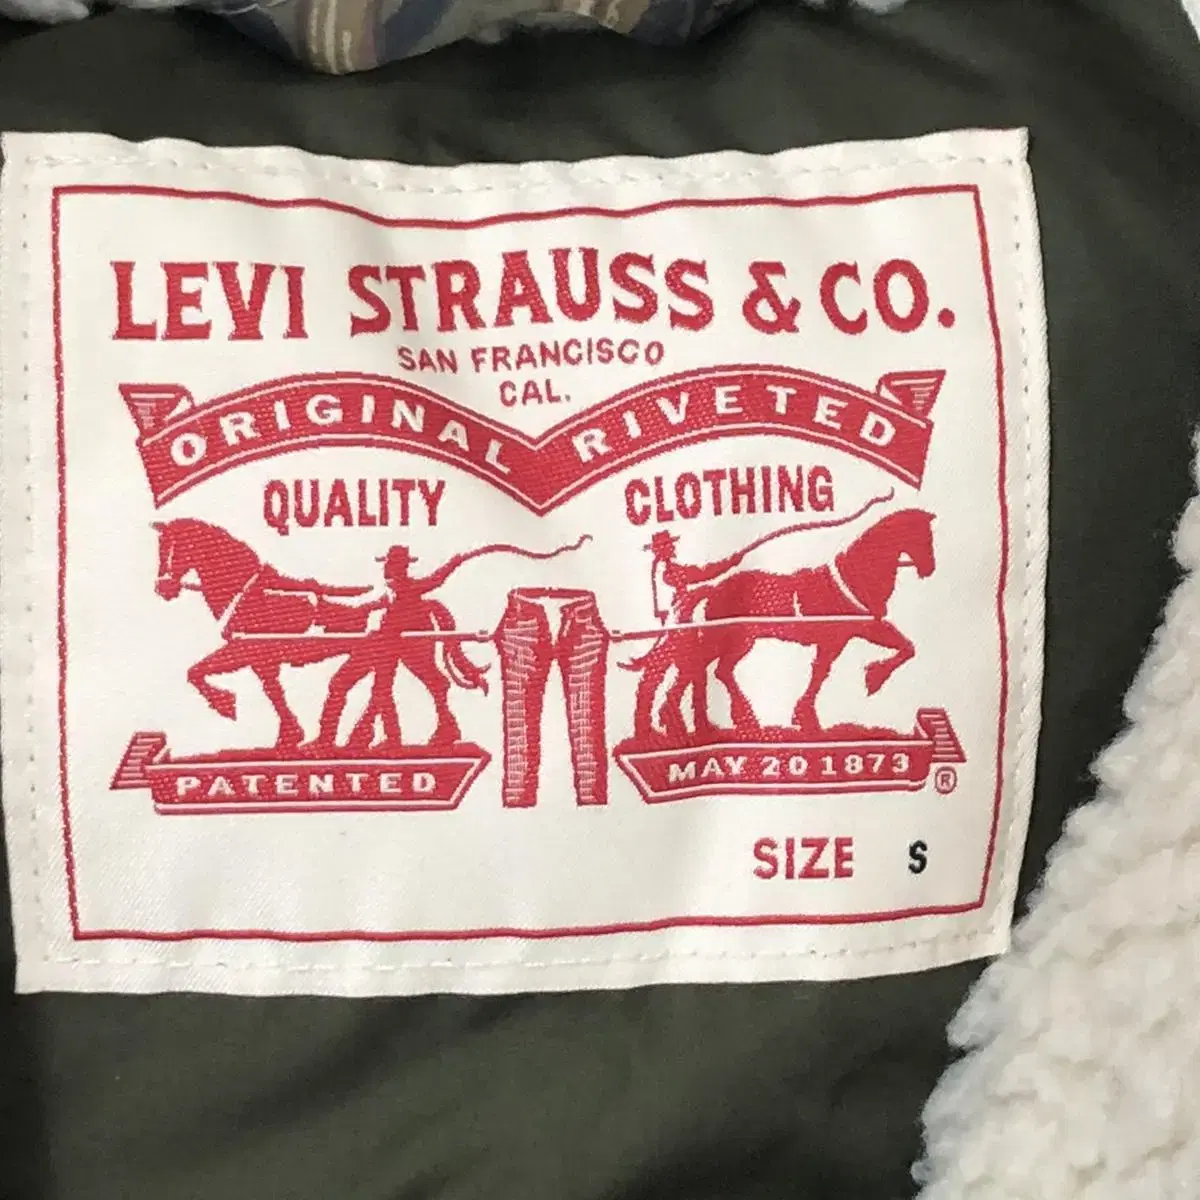 LEVI STRAUSS & CO.
SAN FRANCISCO
CAL.
ORIGINAL RIVETED
QUALITY CLOTHING
PATENTED MAY 20 1873 ®
SIZE S